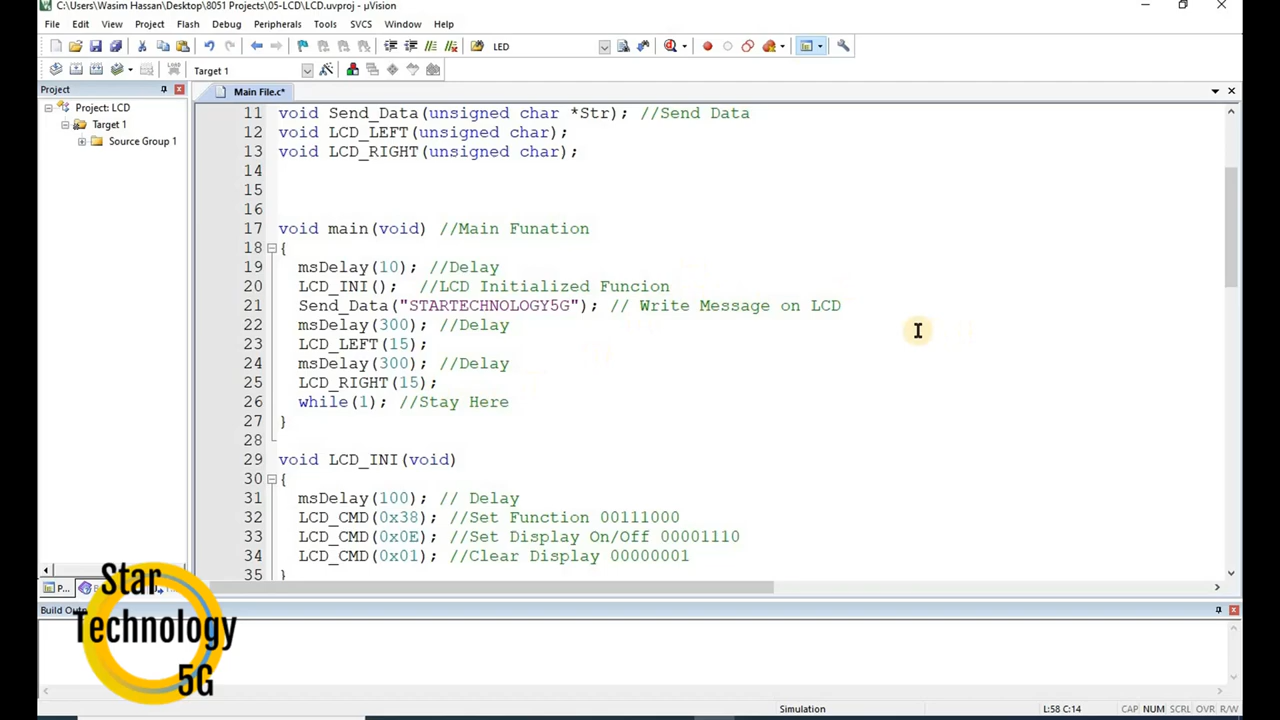 C:\Users\Wasim Hassan\Desktop\8051 Projects\05-LCD\LCD.uvproj - µVision
File Edit View Project Flash Debug Peripherals Tools SVCS Window Help
LED
LOAD
Target 1
Project
Main File.c*
Project: LCD
Target 1
Source Group 1
11 void Send_Data(unsigned char *Str); //Send Data
12 void LCD_LEFT(unsigned char);
13 void LCD_RIGHT(unsigned char);
14
15
16
17 void main(void) //Main Funation
18 {
19 msDelay(10); //Delay
20 LCD_INI(); //LCD Initialized Funcion
21 Send_Data("STARTECHNOLOGY5G"); // Write Message on LCD
22 msDelay(300); //Delay
23 LCD_LEFT(15);
24 msDelay(300); //Delay
25 LCD_RIGHT(15);
26 while(1); //Stay Here
27 }
28
29 void LCD_INI(void)
30 {
31 msDelay(100); // Delay
32 LCD_CMD(0x38); //Set Function 00111000
33 LCD_CMD(0x0E); //Set Display On/Off 00001110
34 LCD_CMD(0x01); //Clear Display 00000001
35 }
P...
Build
Star
Technology
5G
Simulation
L:58 C:14
CAP NUM SCRL OVR R/W